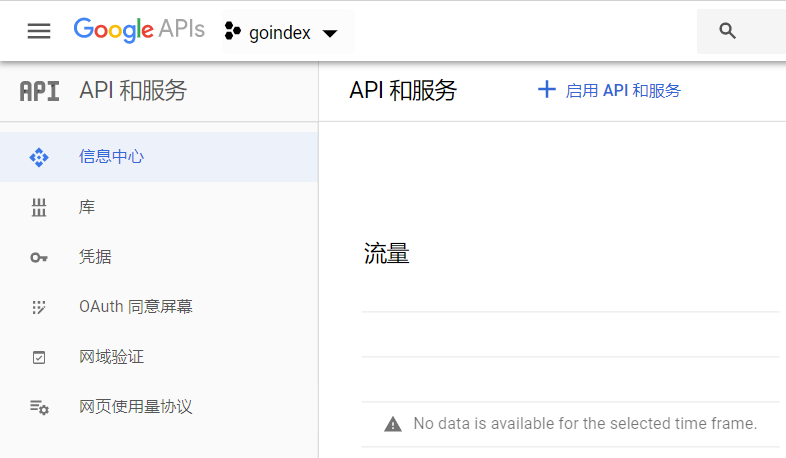 Google APIs goindex
API API 和服务
API 和服务 启用 API 和服务
信息中心
库
凭据
OAuth 同意屏幕
网域验证
网页使用量协议
流量
No data is available for the selected time frame.